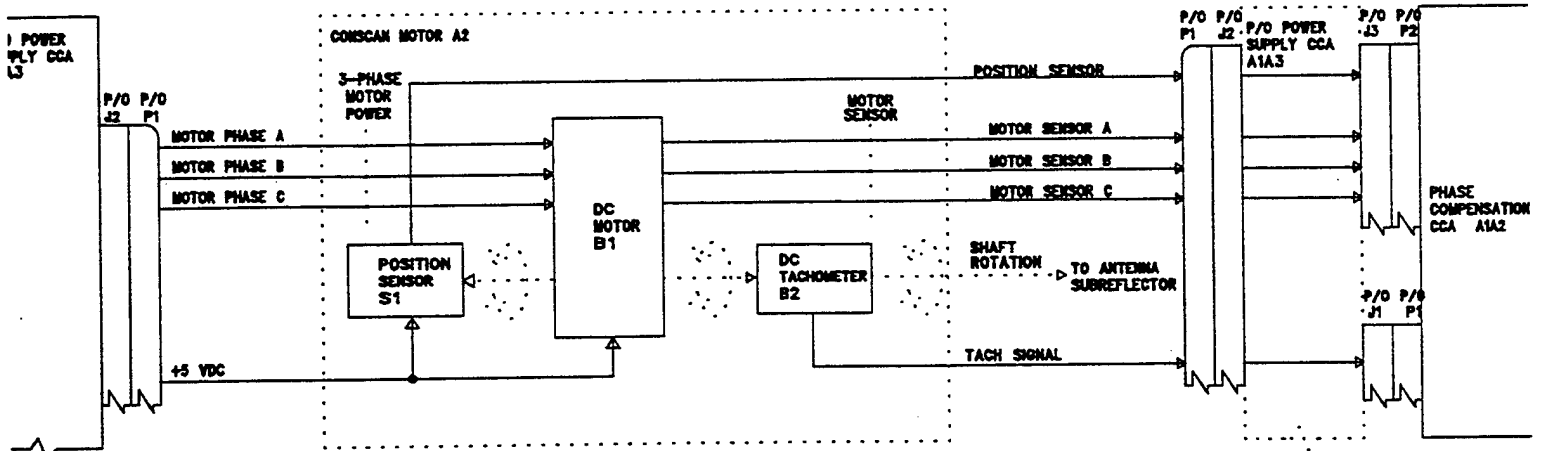 ) POWER
PLY CCA
A3
P/O P/O
J2 P1
CONSCAN MOTOR A2
3-PHASE
MOTOR
POWER
MOTOR PHASE A
MOTOR PHASE B
MOTOR PHASE C
+5 VDC
POSITION
SENSOR
S1
DC
MOTOR
B1
MOTOR
SENSOR
DC
TACHOMETER
B2
POSITION SENSOR
MOTOR SENSOR A
MOTOR SENSOR B
MOTOR SENSOR C
SHAFT
ROTATION
TO ANTENNA
SUBREFLECTOR
TACH SIGNAL
P/O P/O
P1 J2
P/O POWER
SUPPLY CCA
A1A3
P/O P/O
J3 P2
PHASE
COMPENSATION
CCA A1A2
P/O P/O
J1 P1